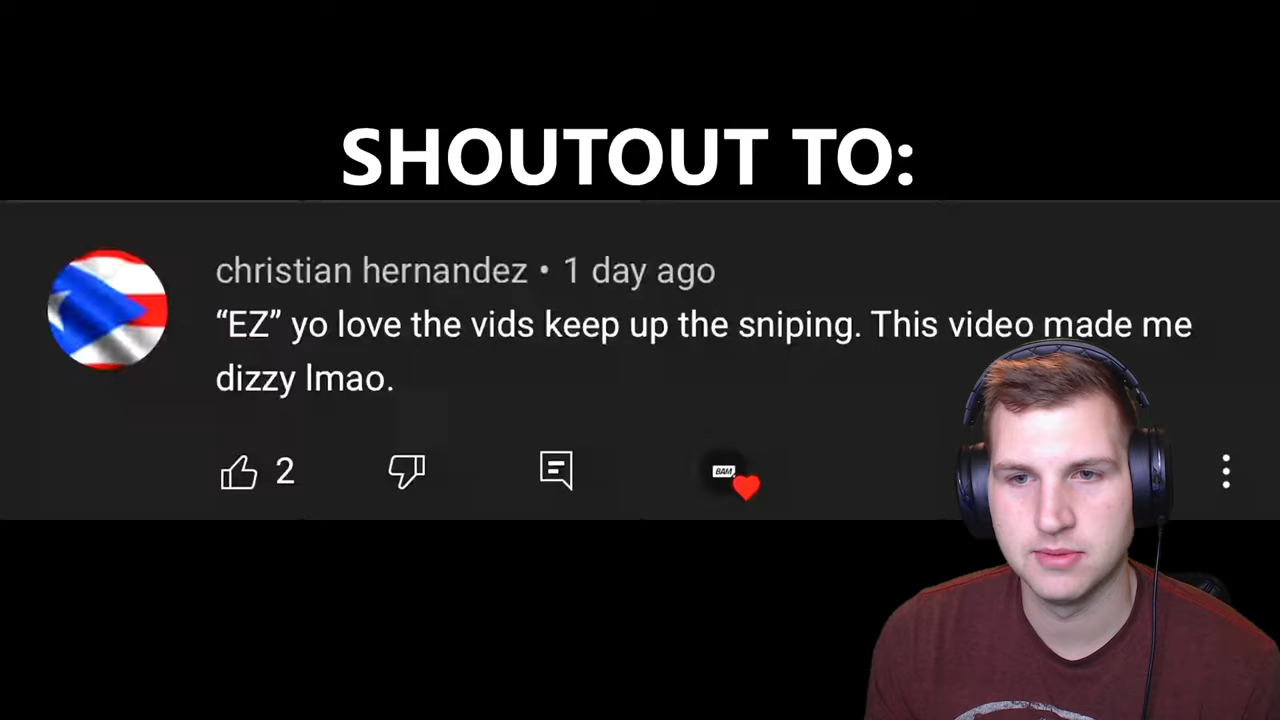 SHOUTOUT TO:
christian hernandez • 1 day ago
“EZ” yo love the vids keep up the sniping. This video made me
dizzy lmao.
2
BAM